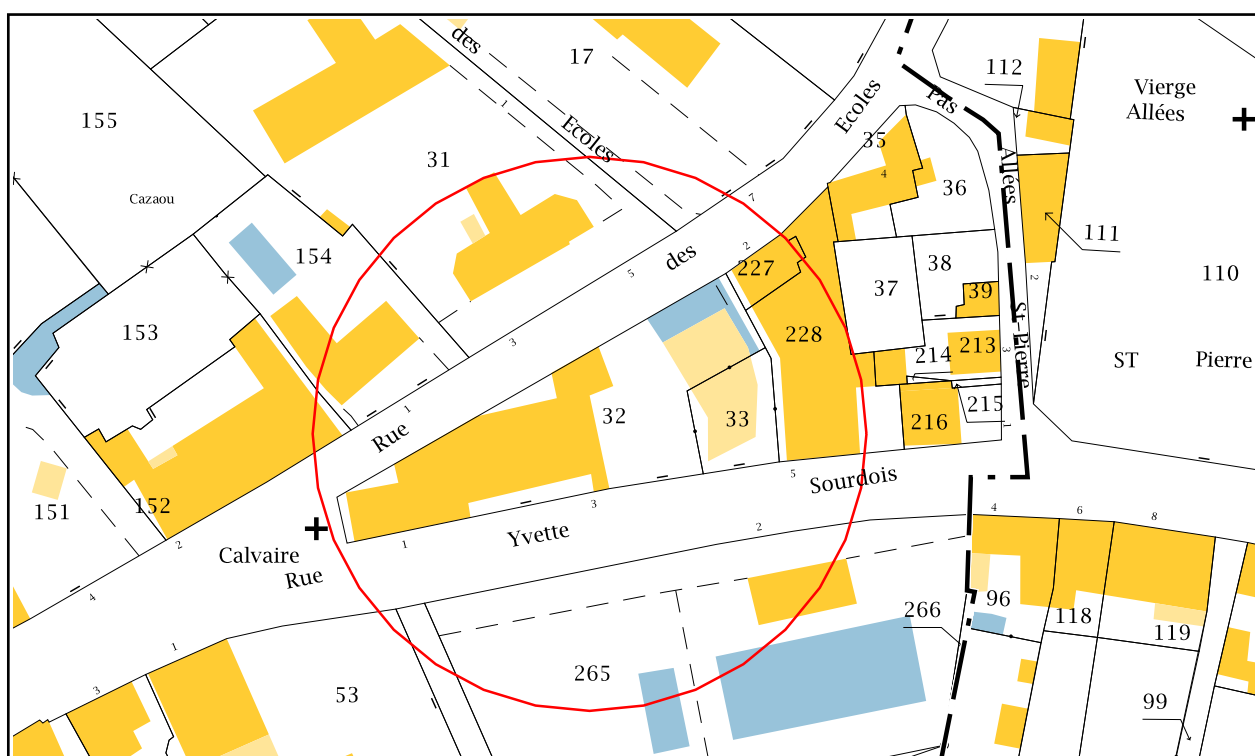 des
17
112
Vierge
Allées
155
Ecoles
Ecoles
Pas
31
35
4
36
Allées
Cazaou
7
111
154
des
2
5
227
38
2
110
37
39
153
3
228
St-Pierre
214
213
3
ST
Pierre
1
Rue
32
33
215
216
1
5
Sourdois
151
152
3
Yvette
2
4
6
8
Calvaire
2
1
Rue
4
96
266
118
119
1
265
3
53
99